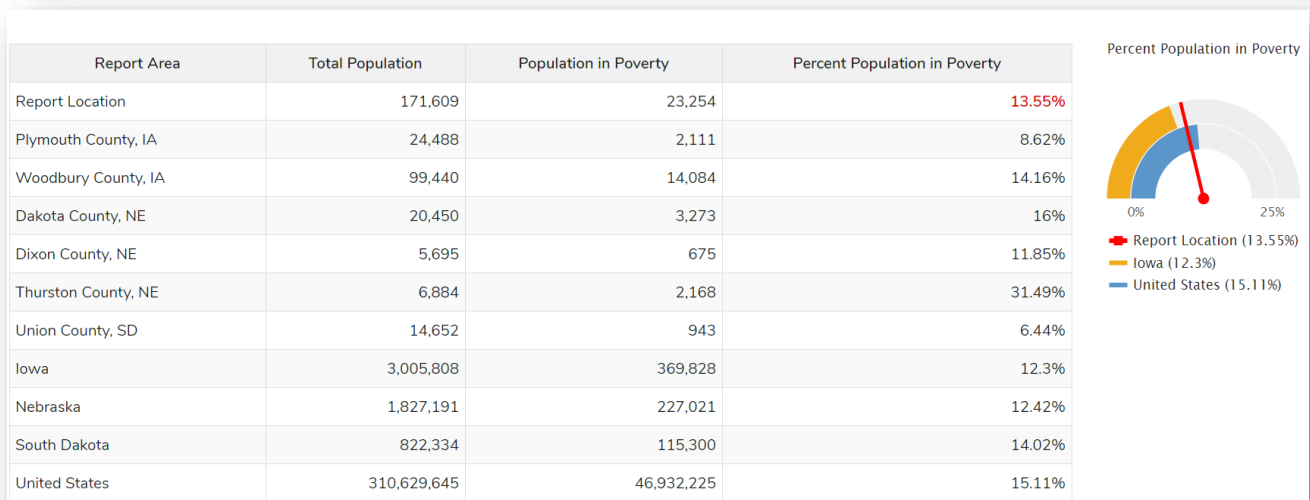 Report Area Total Population Population in Poverty Percent Population in Poverty
Report Location 171,609 23,254 13.55%
Plymouth County, IA 24,488 2,111 8.62%
Woodbury County, IA 99,440 14,084 14.16%
Dakota County, NE 20,450 3,273 16%
Dixon County, NE 5,695 675 11.85%
Thurston County, NE 6,884 2,168 31.49%
Union County, SD 14,652 943 6.44%
Iowa 3,005,808 369,828 12.3%
Nebraska 1,827,191 227,021 12.42%
South Dakota 822,334 115,300 14.02%
United States 310,629,645 46,932,225 15.11%
Percent Population in Poverty
0% 25%
Report Location (13.55%)
Iowa (12.3%)
United States (15.11%)